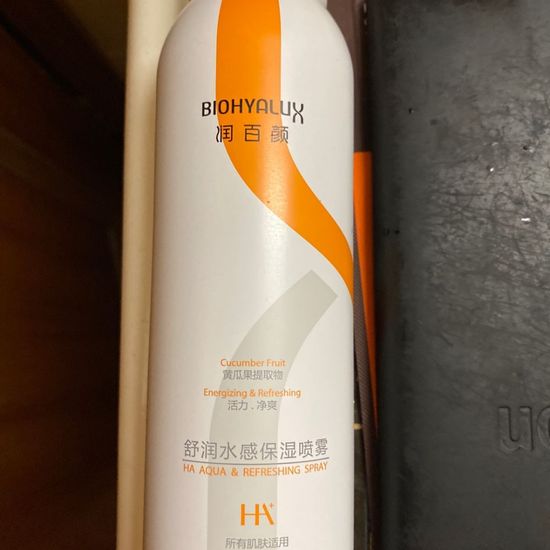 BIOHYALUX
润百颜
Cucumber Fruit
黄瓜果提取物
Energizing & Refreshing
活力.净爽
舒润水感保湿喷雾
HA AQUA & REFRESHING SPRAY
HA+
所有肌肤适用